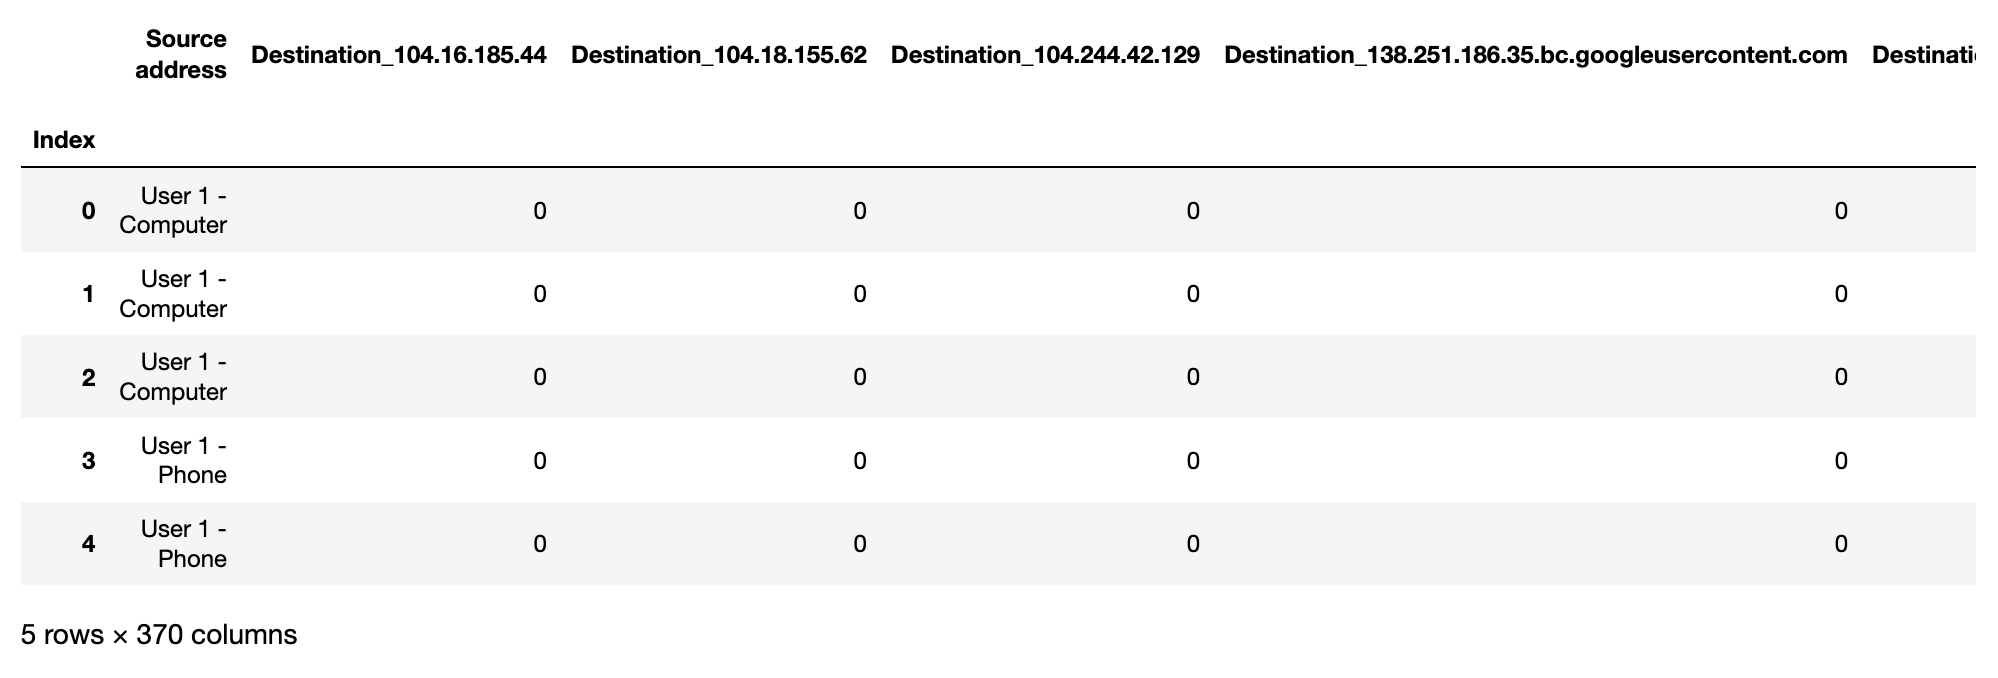 Source address Destination_104.16.185.44 Destination_104.18.155.62 Destination_104.244.42.129 Destination_138.251.186.35.bc.googleusercontent.com
Index
0 User 1 - Computer 0 0 0 0
1 User 1 - Computer 0 0 0 0
2 User 1 - Computer 0 0 0 0
3 User 1 - Phone 0 0 0 0
4 User 1 - Phone 0 0 0 0
5 rows × 370 columns